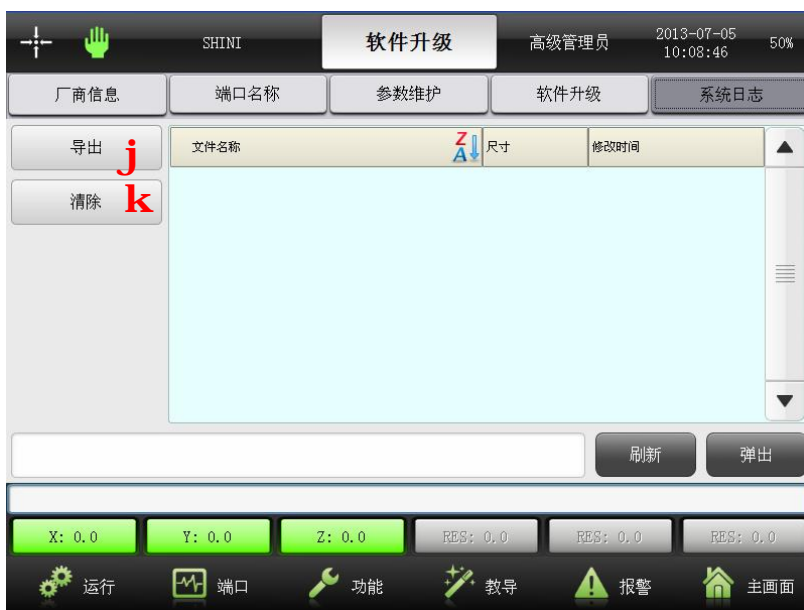 SHINI 软件升级 高级管理员 2013-07-05 50%
10:08:46
厂商信息 端口名称 参数维护 软件升级 系统日志
导出 j 文件名称 Z A 尺寸 修改时间
清除 k
刷新 弹出
X: 0.0 Y: 0.0 Z: 0.0 RES: 0.0 RES: 0.0 RES: 0.0
运行 端口 功能 教导 报警 主画面